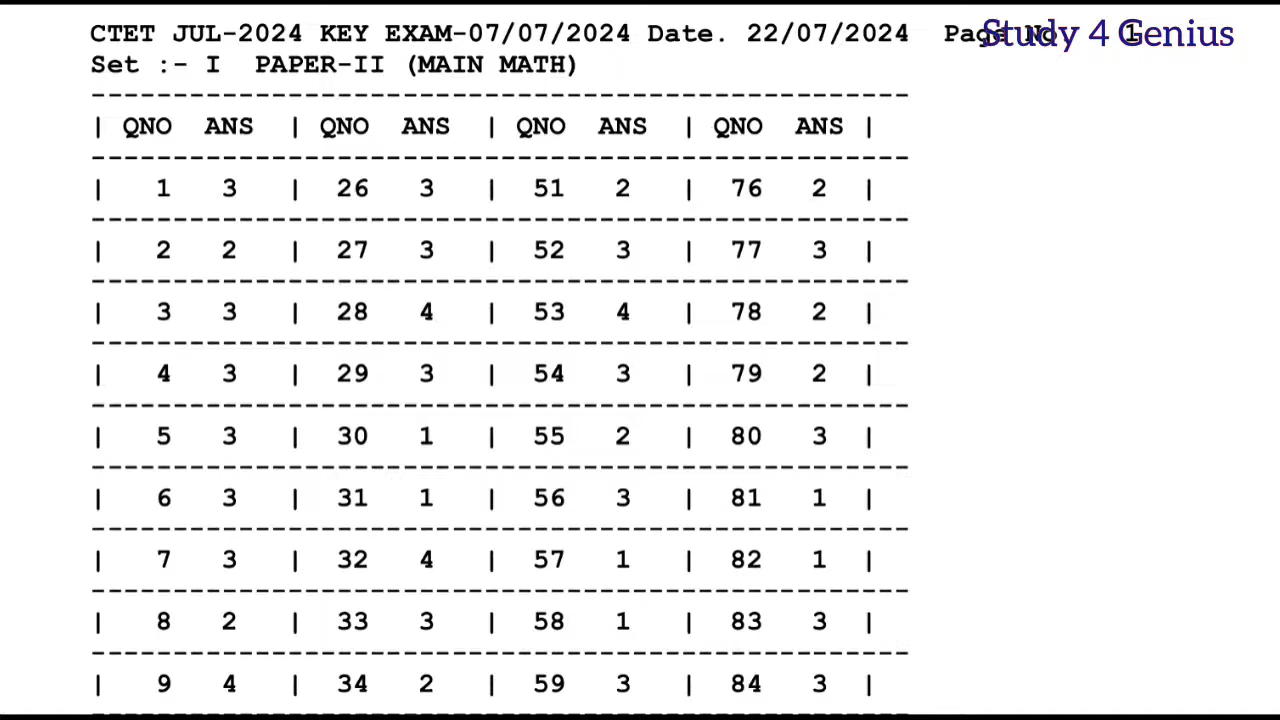 CTET JUL-2024 KEY EXAM-07/07/2024 Date. 22/07/2024 Page No. 1
Study 4 Genius
Set :- I PAPER-II (MAIN MATH)
| QNO ANS | QNO ANS | QNO ANS | QNO ANS |
| 1 3 | 26 3 | 51 2 | 76 2 |
| 2 2 | 27 3 | 52 3 | 77 3 |
| 3 3 | 28 4 | 53 4 | 78 2 |
| 4 3 | 29 3 | 54 3 | 79 2 |
| 5 3 | 30 1 | 55 2 | 80 3 |
| 6 3 | 31 1 | 56 3 | 81 1 |
| 7 3 | 32 4 | 57 1 | 82 1 |
| 8 2 | 33 3 | 58 1 | 83 3 |
| 9 4 | 34 2 | 59 3 | 84 3 |